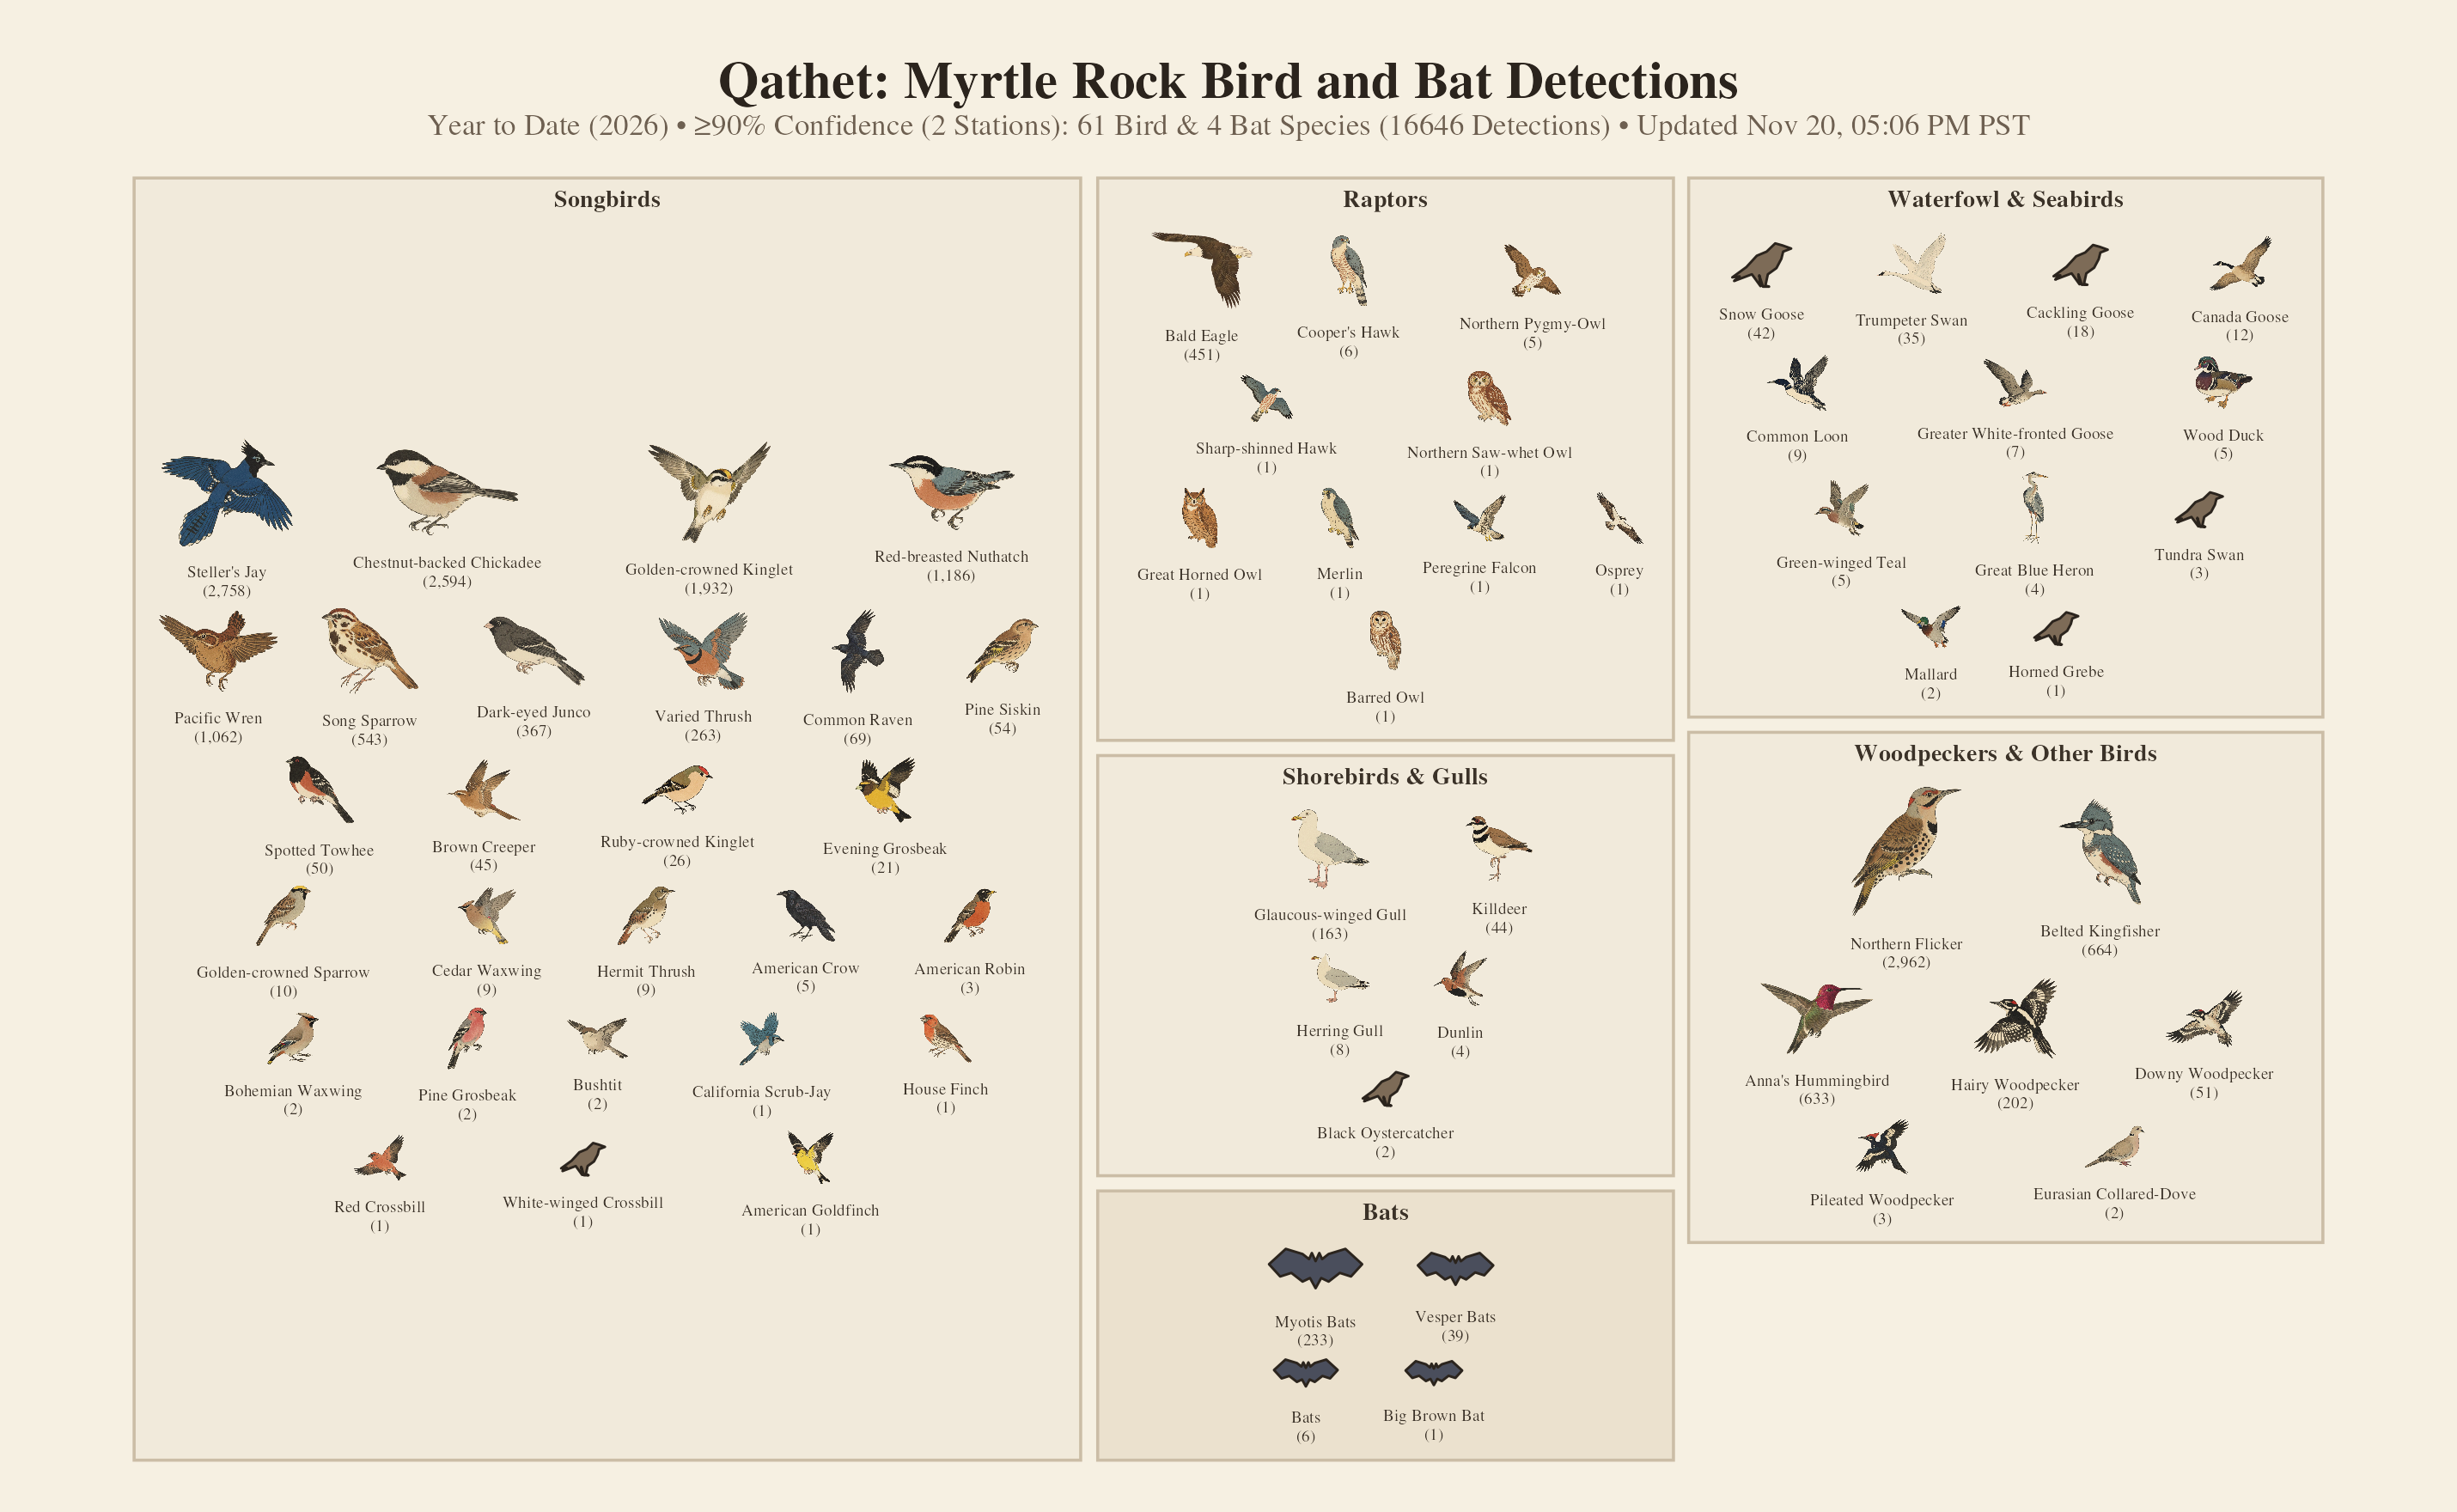 Qathet: Myrtle Rock Bird and Bat Detections
Year to Date (2026) • ≥90% Confidence (2 Stations): 61 Bird & 4 Bat Species (16646 Detections) • Updated Nov 20, 05:06 PM PST
Songbirds
Steller's Jay
(2,758)
Chestnut-backed Chickadee
(2,594)
Golden-crowned Kinglet
(1,932)
Red-breasted Nuthatch
(1,186)
Pacific Wren
(1,062)
Song Sparrow
(543)
Dark-eyed Junco
(367)
Varied Thrush
(263)
Common Raven
(69)
Pine Siskin
(54)
Spotted Towhee
(50)
Brown Creeper
(45)
Ruby-crowned Kinglet
(26)
Evening Grosbeak
(21)
Golden-crowned Sparrow
(10)
Cedar Waxwing
(9)
Hermit Thrush
(9)
American Crow
(5)
American Robin
(3)
Bohemian Waxwing
(2)
Pine Grosbeak
(2)
Bushtit
(2)
California Scrub-Jay
(1)
House Finch
(1)
Red Crossbill
(1)
White-winged Crossbill
(1)
American Goldfinch
(1)
Raptors
Bald Eagle
(451)
Cooper's Hawk
(6)
Northern Pygmy-Owl
(5)
Sharp-shinned Hawk
(1)
Northern Saw-whet Owl
(1)
Great Horned Owl
(1)
Merlin
(1)
Peregrine Falcon
(1)
Osprey
(1)
Barred Owl
(1)
Shorebirds & Gulls
Glaucous-winged Gull
(163)
Killdeer
(44)
Herring Gull
(8)
Dunlin
(4)
Black Oystercatcher
(2)
Bats
Myotis Bats
(233)
Vesper Bats
(39)
Bats
(6)
Big Brown Bat
(1)
Waterfowl & Seabirds
Snow Goose
(42)
Trumpeter Swan
(35)
Cackling Goose
(18)
Canada Goose
(12)
Common Loon
(9)
Greater White-fronted Goose
(7)
Wood Duck
(5)
Green-winged Teal
(5)
Great Blue Heron
(4)
Tundra Swan
(3)
Mallard
(2)
Horned Grebe
(1)
Woodpeckers & Other Birds
Northern Flicker
(2,962)
Belted Kingfisher
(664)
Anna's Hummingbird
(633)
Hairy Woodpecker
(202)
Downy Woodpecker
(51)
Pileated Woodpecker
(3)
Eurasian Collared-Dove
(2)